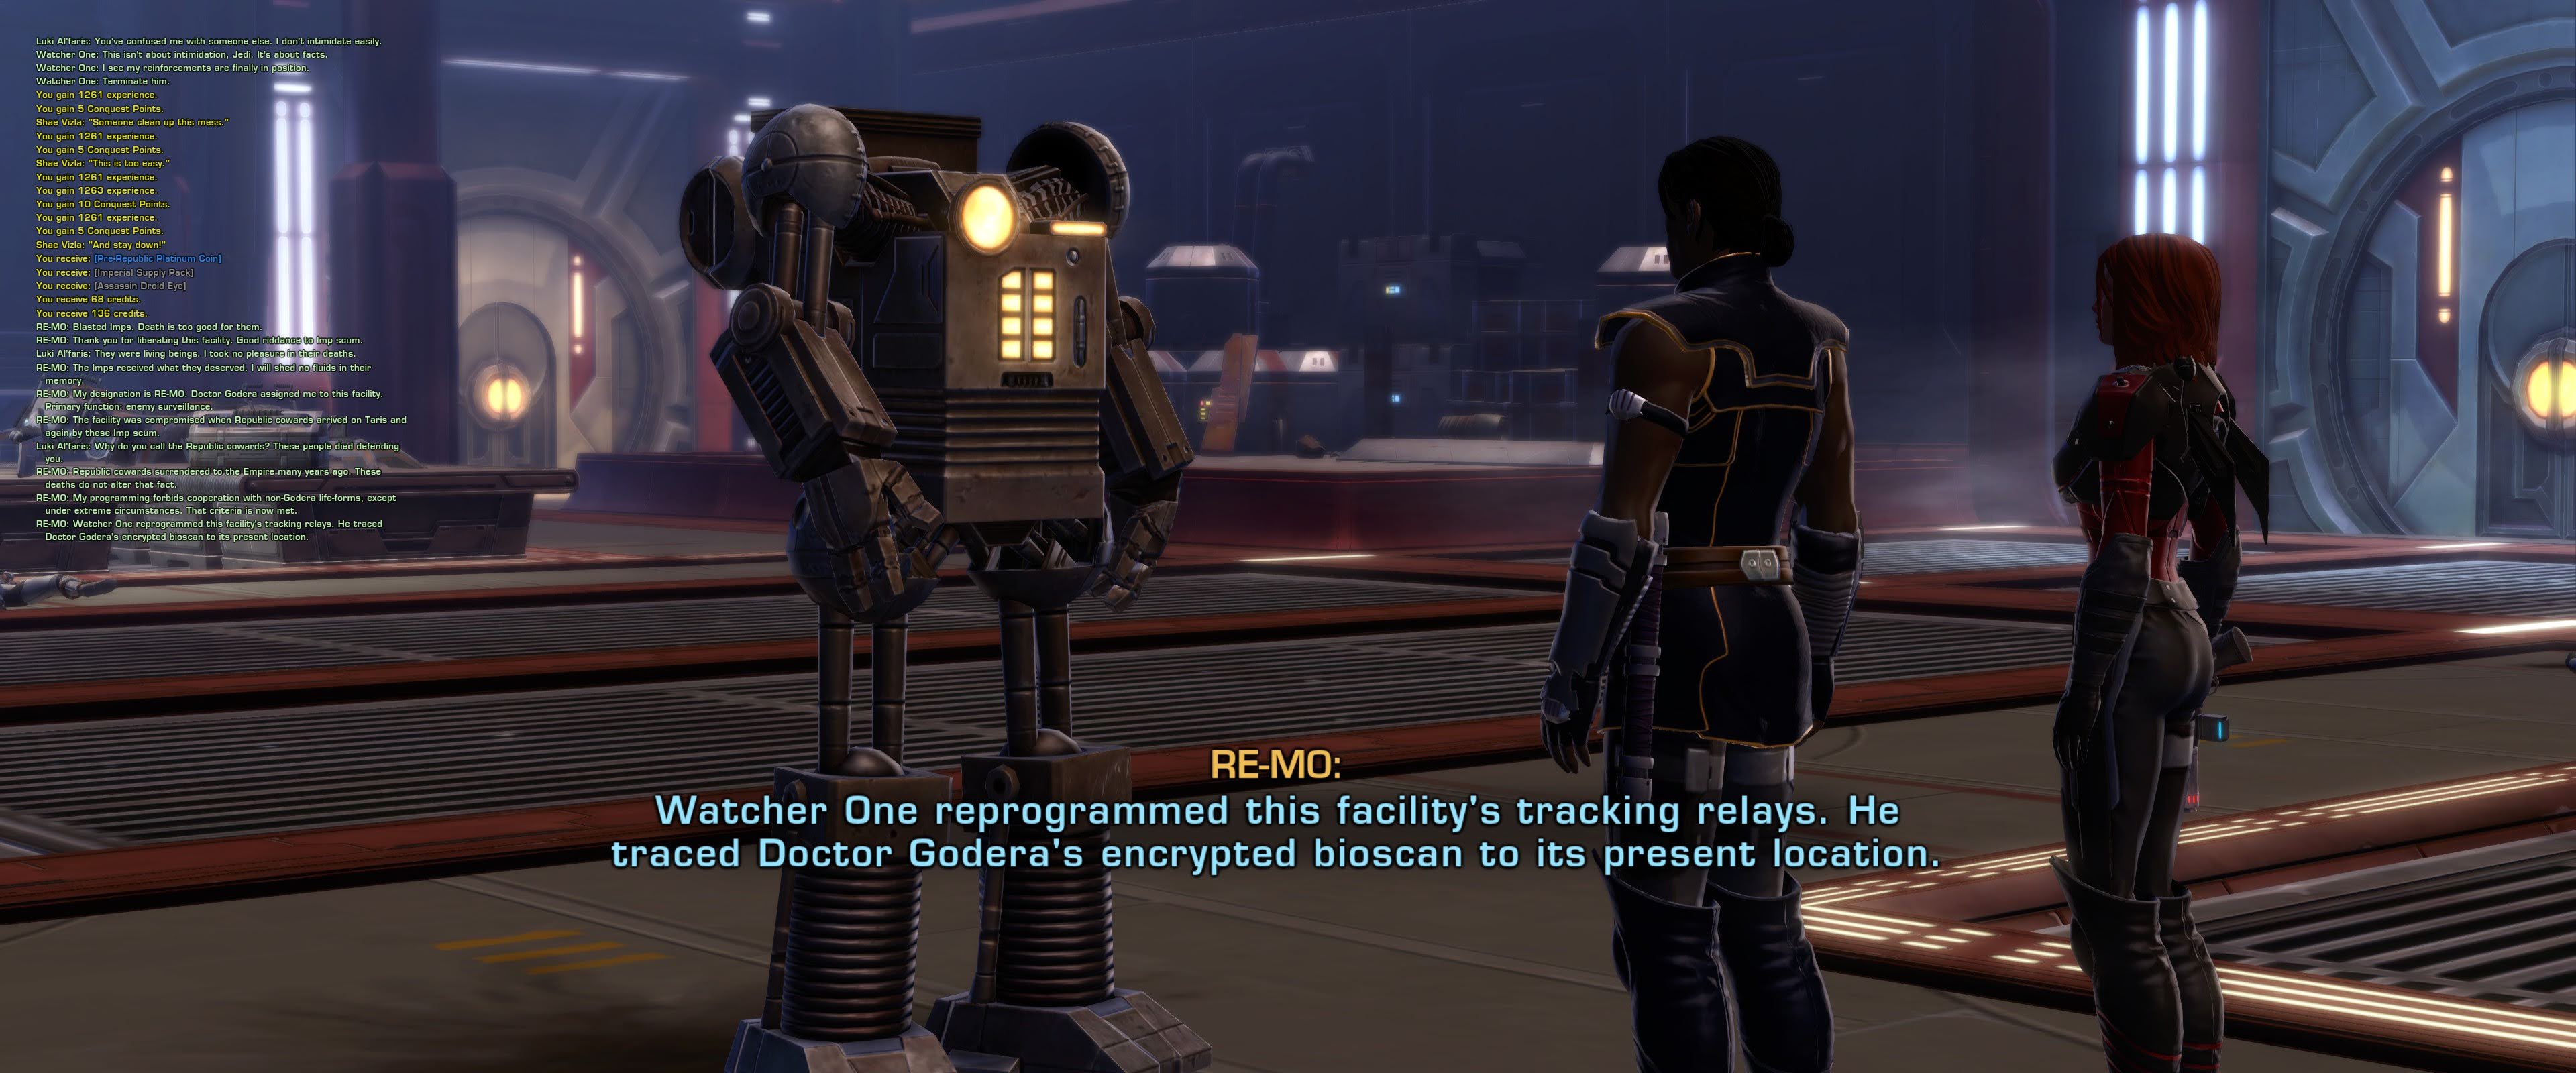 Luki Al'faris: You've confused me with someone else. I don't intimidate easily.
Watcher One: This isn't about intimidation, Jedi. It's about facts.
Watcher One: I see my reinforcements are finally in position.
Watcher One: Terminate him.
You gain 1261 experience.
You gain 5 Conquest Points.
Shae Vizla: "Someone clean up this mess."
You gain 1261 experience.
You gain 5 Conquest Points.
Shae Vizla: "This is too easy."
You gain 1261 experience.
You gain 1263 experience.
You gain 10 Conquest Points.
You gain 1261 experience.
You gain 5 Conquest Points.
Shae Vizla: "And stay down!"
You receive: [Pre-Republic Platinum Coin]
You receive: [Imperial Supply Pack]
You receive: [Assassin Droid Eye]
You receive 68 credits.
You receive 136 credits.
RE-MO: Blasted Imps. Death is too good for them.
RE-MO: Thank you for liberating this facility. Good riddance to Imp scum.
Luki Al'faris: They were living beings. I took no pleasure in their deaths.
RE-MO: The Imps received what they deserved. I will shed no fluids in their
memory.
RE-MO: My designation is RE-MO. Doctor Godera assigned me to this facility.
Primary function: enemy surveillance.
RE-MO: The facility was compromised when Republic cowards arrived on Taris and
again by these Imp scum.
Luki Al'faris: Why do you call the Republic cowards? These people died defending
you.
RE-MO: Republic cowards surrendered to the Empire many years ago. These
deaths do not alter that fact.
RE-MO: My programming forbids cooperation with non-Godera life-forms, except
under extreme circumstances. That criteria is now met.
RE-MO: Watcher One reprogrammed this facility's tracking relays. He traced
Doctor Godera's encrypted bioscan to its present location.
RE-MO:
Watcher One reprogrammed this facility's tracking relays. He
traced Doctor Godera's encrypted bioscan to its present location.